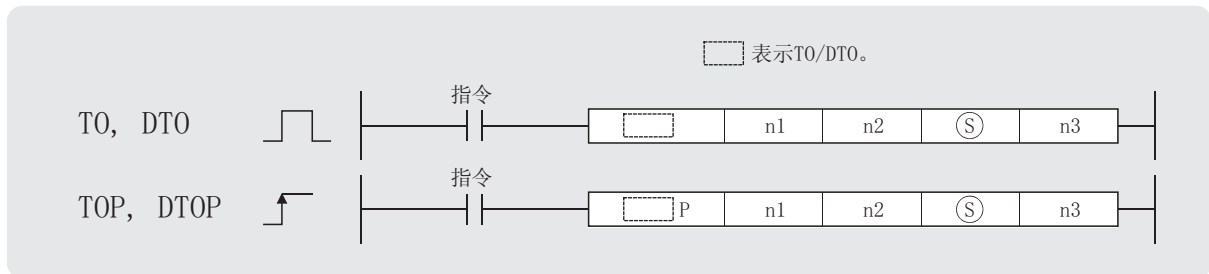 表示TO/DTO。
指令
TO, DTO n1 n2 S n3
指令
TOP, DTOP P n1 n2 S n3